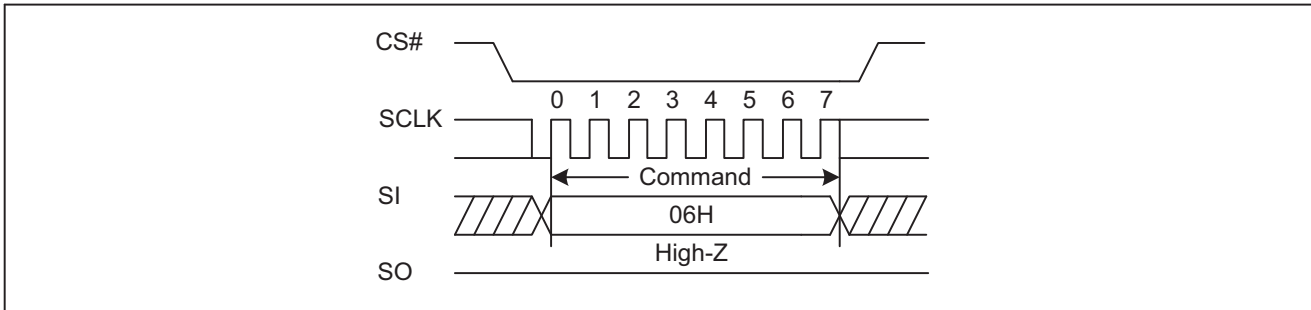 CS#
0 1 2 3 4 5 6 7
SCLK
Command
SI
06H
High-Z
SO